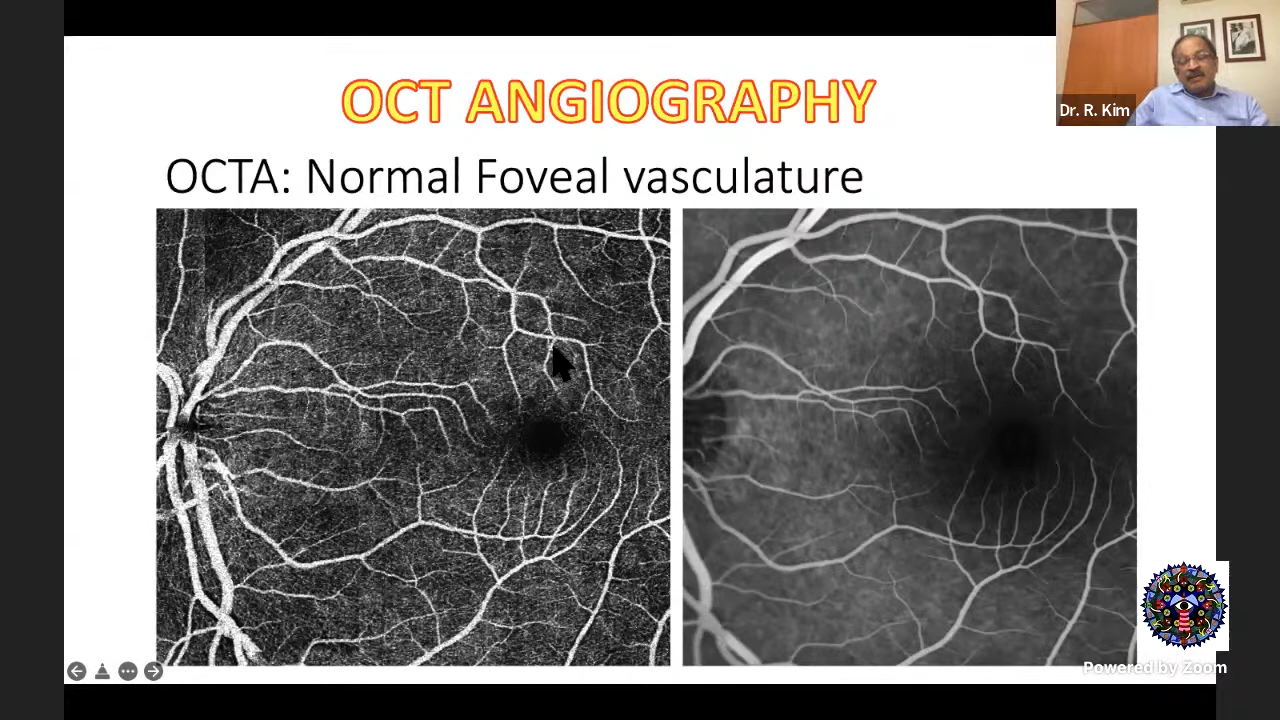 OCT ANGIOGRAPHY
Dr. R. Kim
OCTA: Normal Foveal vasculature
Powered by Zoom